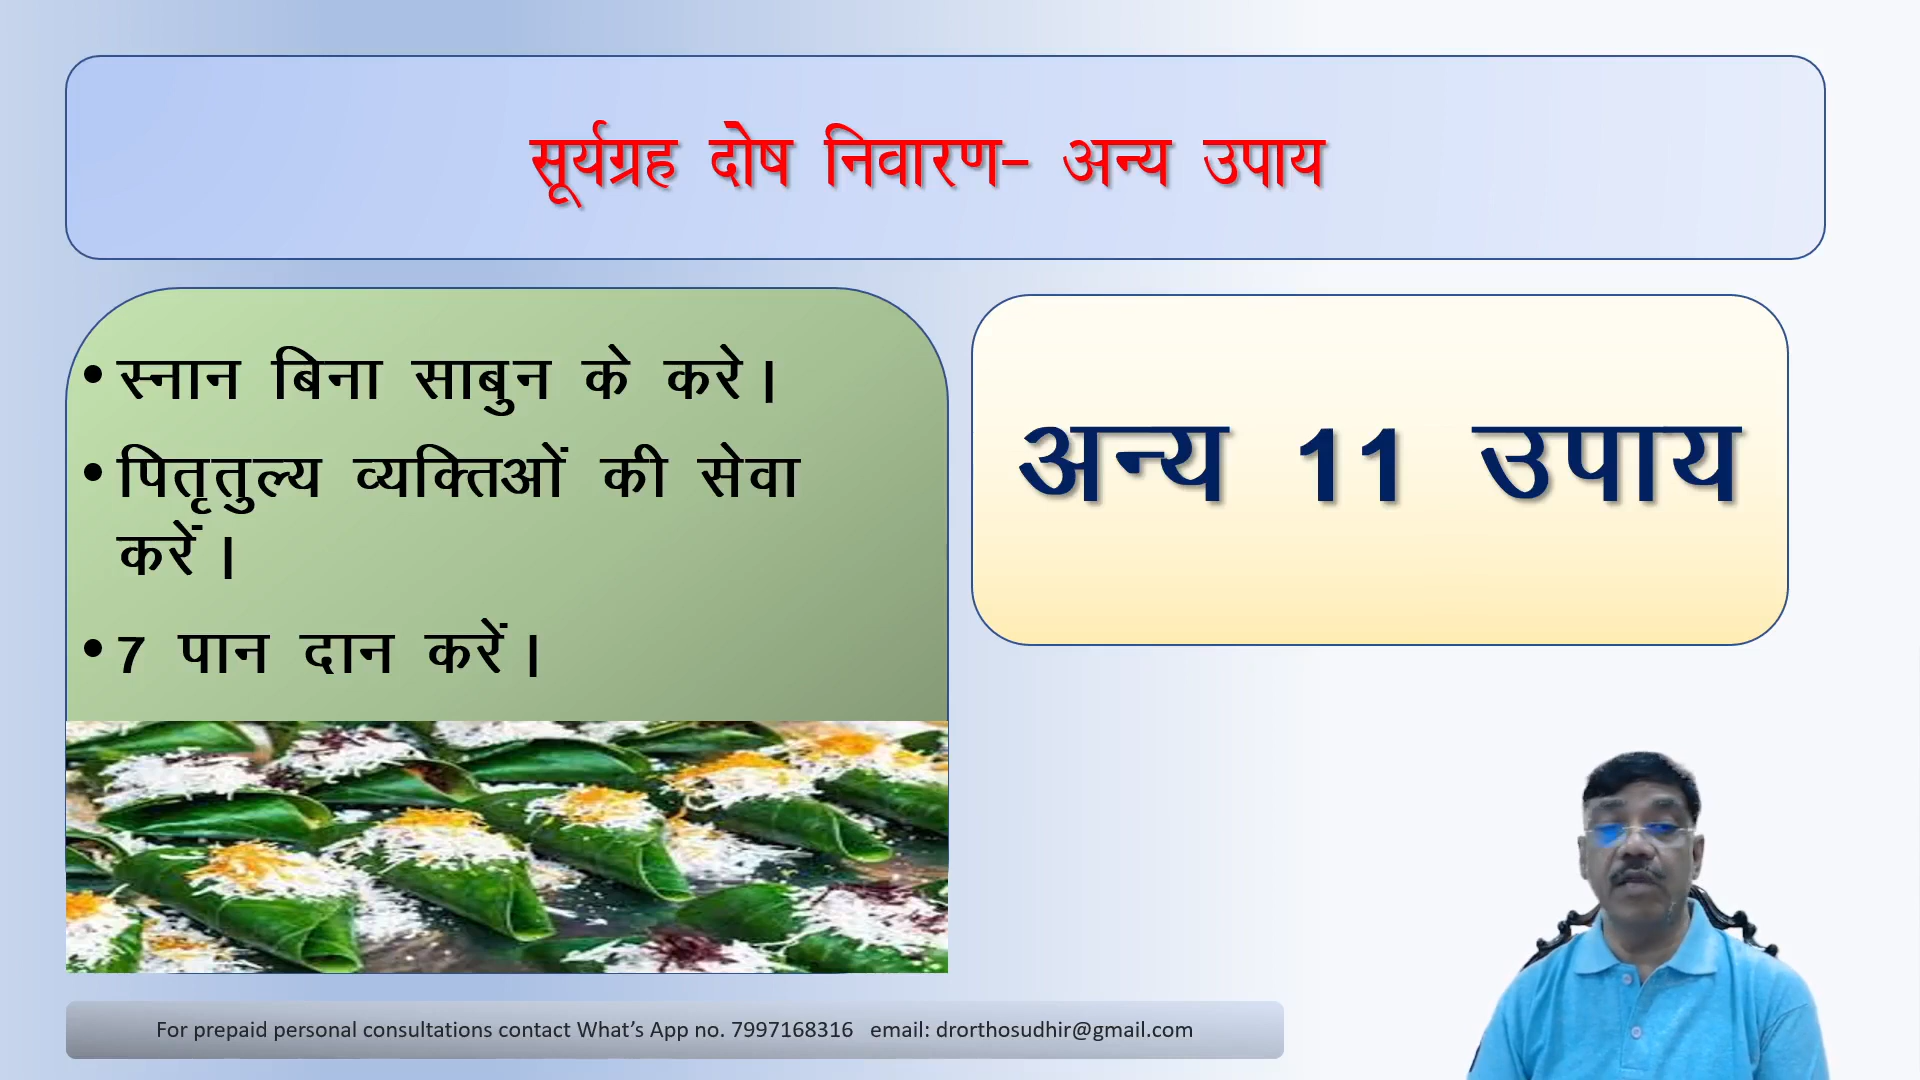 सूर्यग्रह दोष निवारण– अन्य उपाय
• स्नान बिना साबुन के करे।
• पितृतुल्य व्यक्तिओं की सेवा
करें।
• 7 पान दान करें।
अन्य 11 उपाय
For prepaid personal consultations contact What’s App no. 7997168316 email: drorthosudhir@gmail.com